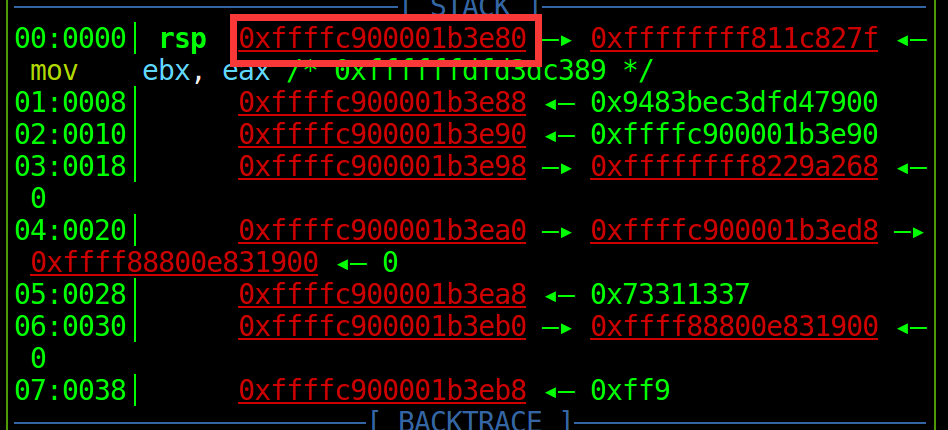 [ STACK ]
00:0000│ rsp 0xffffc900001b3e80 —▸ 0xffffffff811c827f ◂—
mov ebx, eax /* 0xffffffdfd3dc389 */
01:0008│ 0xffffc900001b3e88 ◂— 0x9483bec3dfd47900
02:0010│ 0xffffc900001b3e90 ◂— 0xffffc900001b3e90
03:0018│ 0xffffc900001b3e98 —▸ 0xffffffff8229a268 ◂—
0
04:0020│ 0xffffc900001b3ea0 —▸ 0xffffc900001b3ed8 —▸
0xffff88800e831900 ◂— 0
05:0028│ 0xffffc900001b3ea8 ◂— 0x73311337
06:0030│ 0xffffc900001b3eb0 —▸ 0xffff88800e831900 ◂—
0
07:0038│ 0xffffc900001b3eb8 ◂— 0xff9
[ BACKTRACE ]